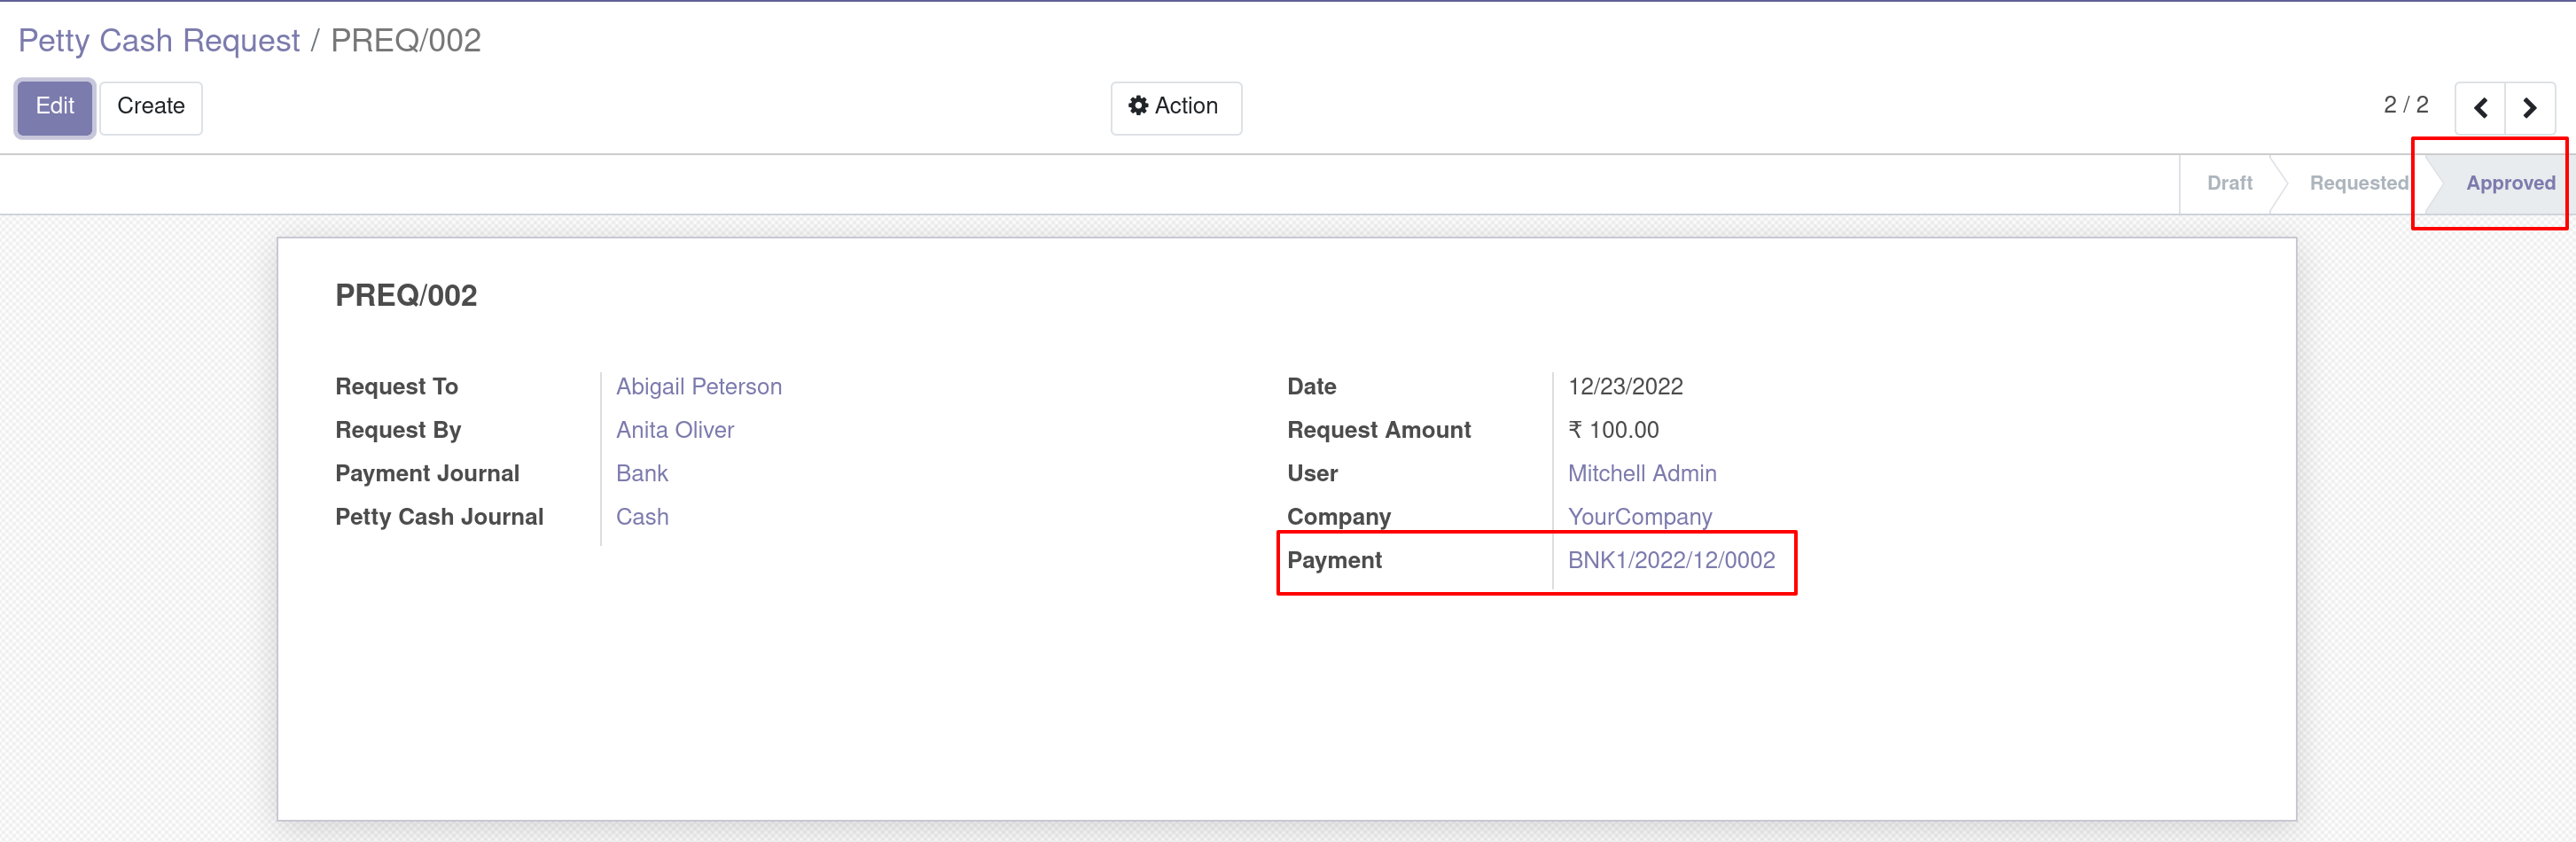 Petty Cash Request / PREQ/002
Edit Create Action 2 / 2
Draft Requested Approved
PREQ/002
Request To Abigail Peterson Date 12/23/2022
Request By Anita Oliver Request Amount ₹ 100.00
Payment Journal Bank User Mitchell Admin
Petty Cash Journal Cash Company YourCompany
Payment BNK1/2022/12/0002